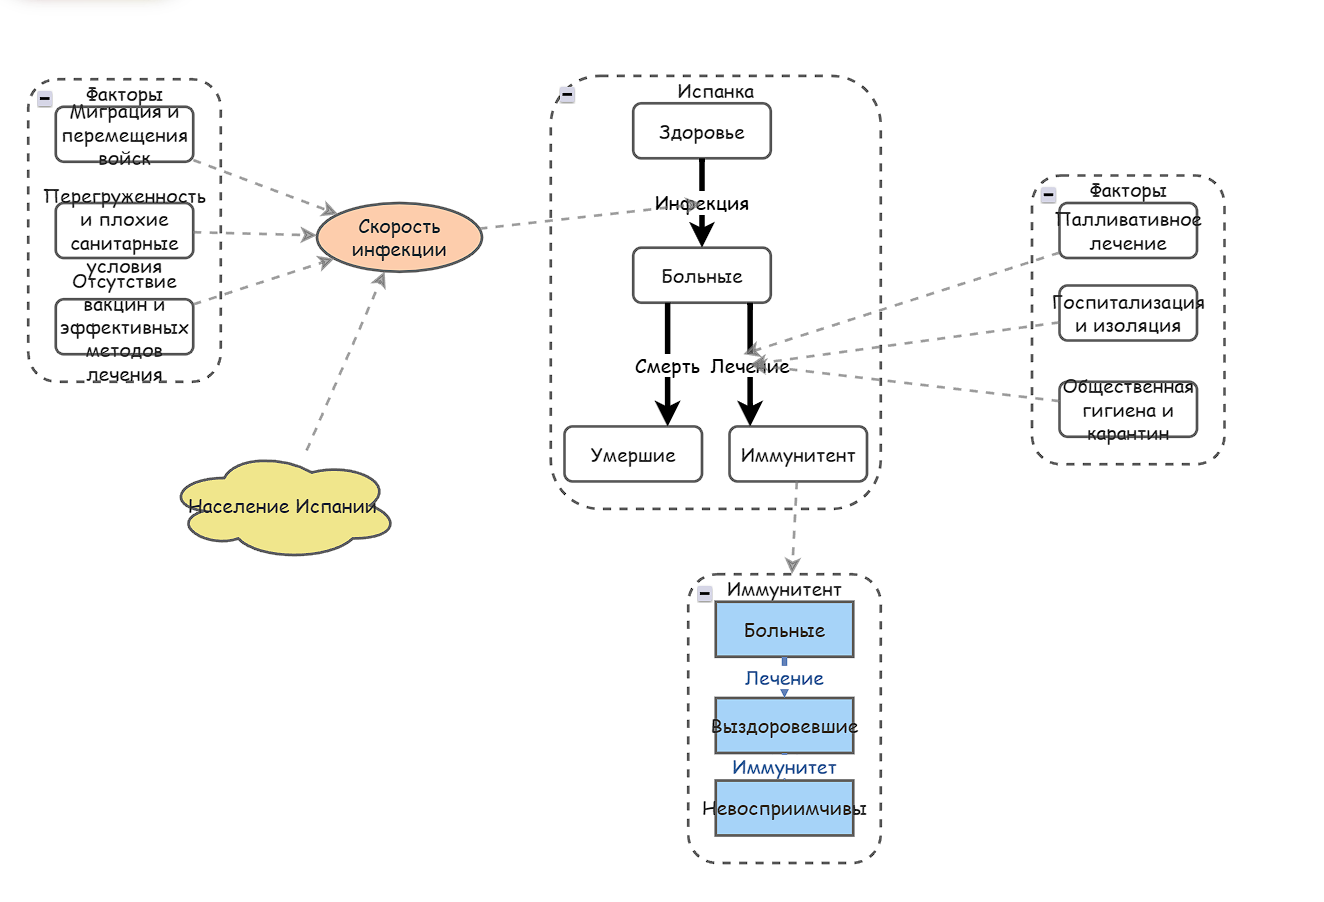 Факторы
Миграция и
перемещения
войск
Перегруженность
и плохие
санитарные
условия
Отсутствие
вакцин и
эффективных
методов
лечения
Скорость
инфекции
Население Испании
Испанка
Здоровье
Инфекция
Больные
Смерть
Лечение
Умершие
Иммунитент
Факторы
Палливативное
лечение
Госпитализация
и изоляция
Общественная
гигиена и
карантин
Иммунитент
Больные
Лечение
Выздоровевшие
Иммунитет
Невосприимчивы